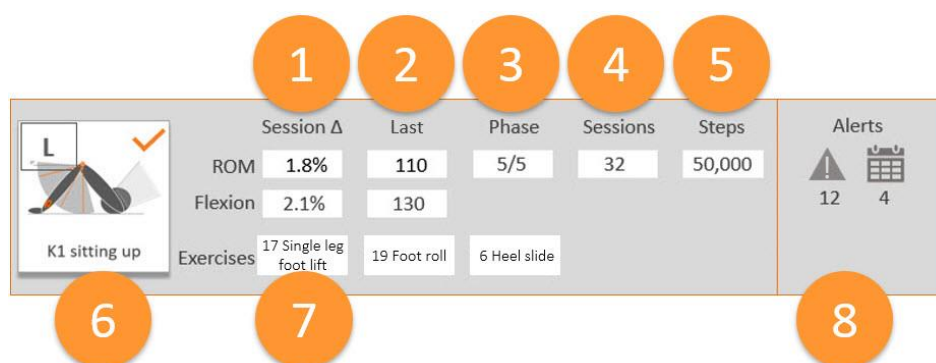 1 2 3 4 5
Session Δ Last Phase Sessions Steps Alerts
L
ROM 1.8% 110 5/5 32 50,000
Flexion 2.1% 130
12 4
K1 sitting up
Exercises 17 Single leg foot lift 19 Foot roll 6 Heel slide
6 7 8